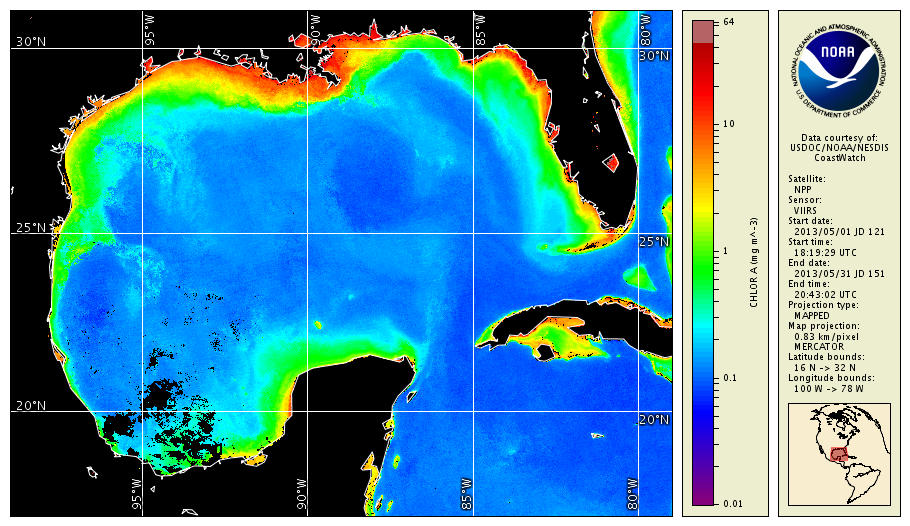 95°W
90°W
85°W
80°W
30°N
30°N
25°N
25°N
20°N
20°N
95°W
90°W
85°W
80°W
64
10
1
0.1
0.01
CHLOR A (mg m^-3)
NATIONAL OCEANIC AND ATMOSPHERIC ADMINISTRATION
NOAA
U.S. DEPARTMENT OF COMMERCE
Data courtesy of:
USDOC/NOAA/NESDIS
CoastWatch
Satellite:
NPP
Sensor:
VIIRS
Start date:
2013/05/01 JD 121
Start time:
18:19:29 UTC
End date:
2013/05/31 JD 151
End time:
20:43:02 UTC
Projection type:
MAPPED
Map projection:
0.83 km/pixel
MERCATOR
Latitude bounds:
16 N -> 32 N
Longitude bounds:
100 W -> 78 W